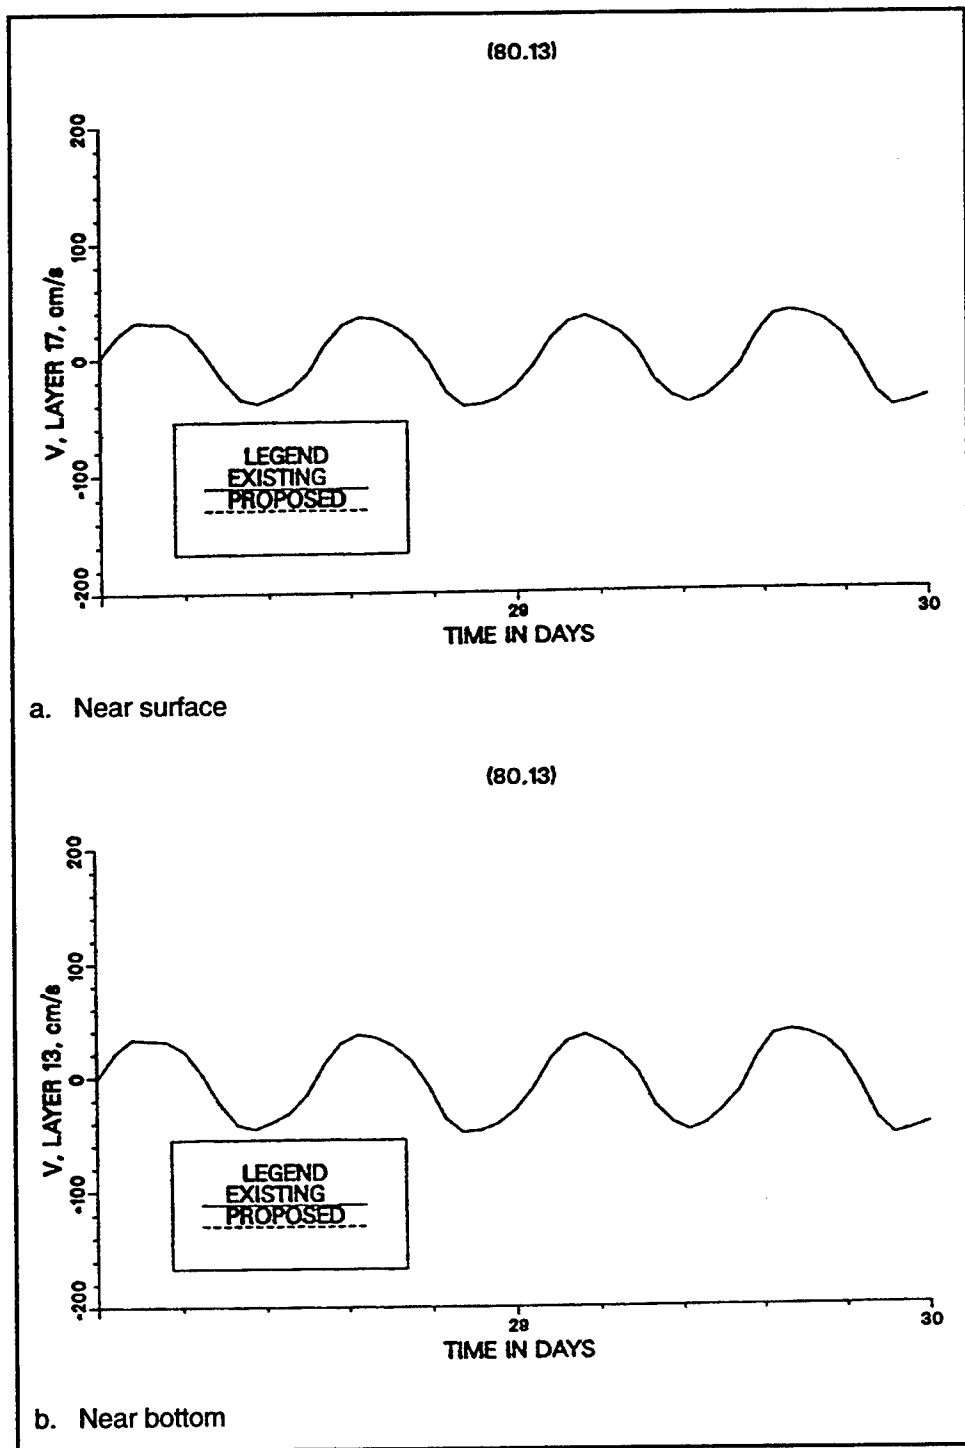 (80.13)
200
100
0
-100
-200
V, LAYER 17, cm/s
LEGEND
EXISTING
PROPOSED
29
30
TIME IN DAYS
a. Near surface
(80.13)
200
100
0
-100
-200
V, LAYER 13, cm/s
LEGEND
EXISTING
PROPOSED
29
30
TIME IN DAYS
b. Near bottom